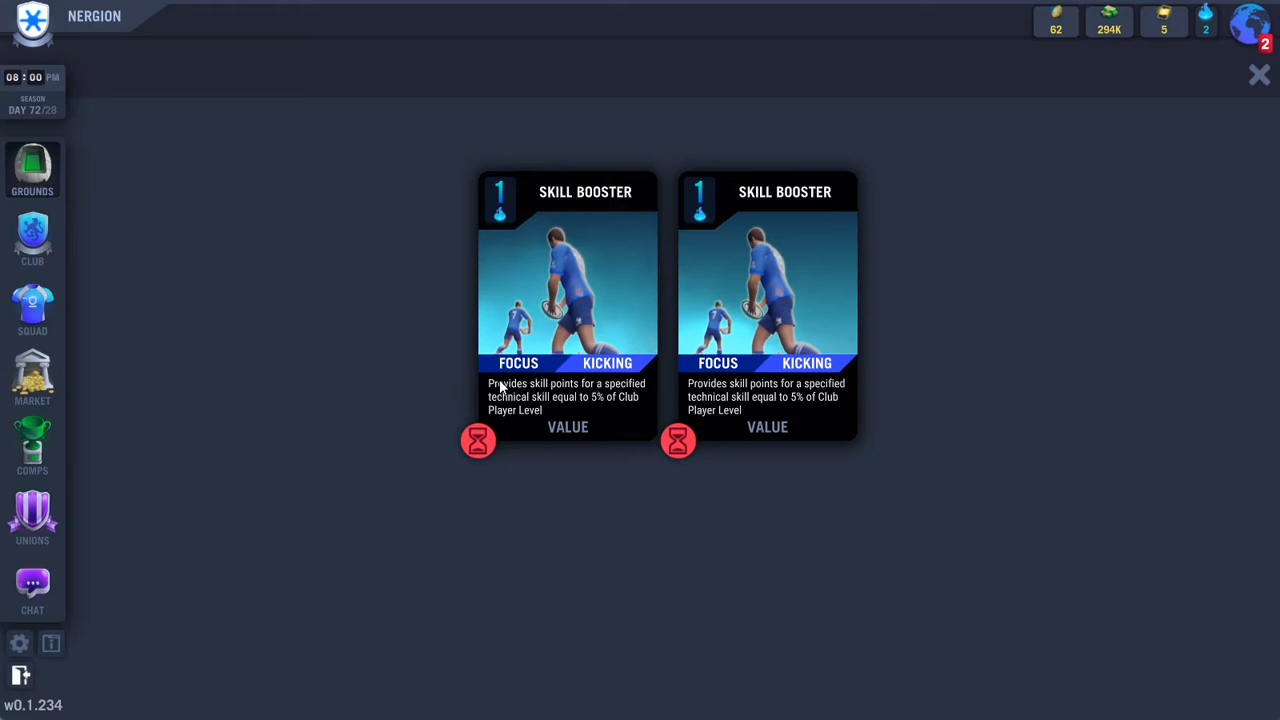 NERGION
62
294K
5
2
2
08 : 00 PM
SEASON
DAY 72/28
GROUNDS
CLUB
SQUAD
MARKET
COMPS
UNIONS
CHAT
w0.1.234
1
SKILL BOOSTER
7
FOCUS
KICKING
Provides skill points for a specified
technical skill equal to 5% of Club
Player Level
VALUE
1
SKILL BOOSTER
7
FOCUS
KICKING
Provides skill points for a specified
technical skill equal to 5% of Club
Player Level
VALUE